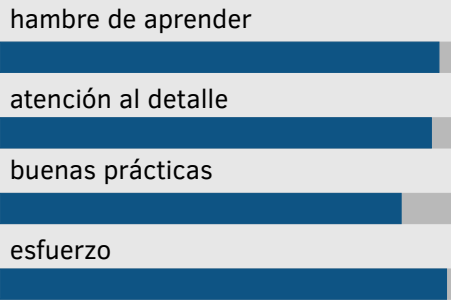 hambre de aprender
atención al detalle
buenas prácticas
esfuerzo